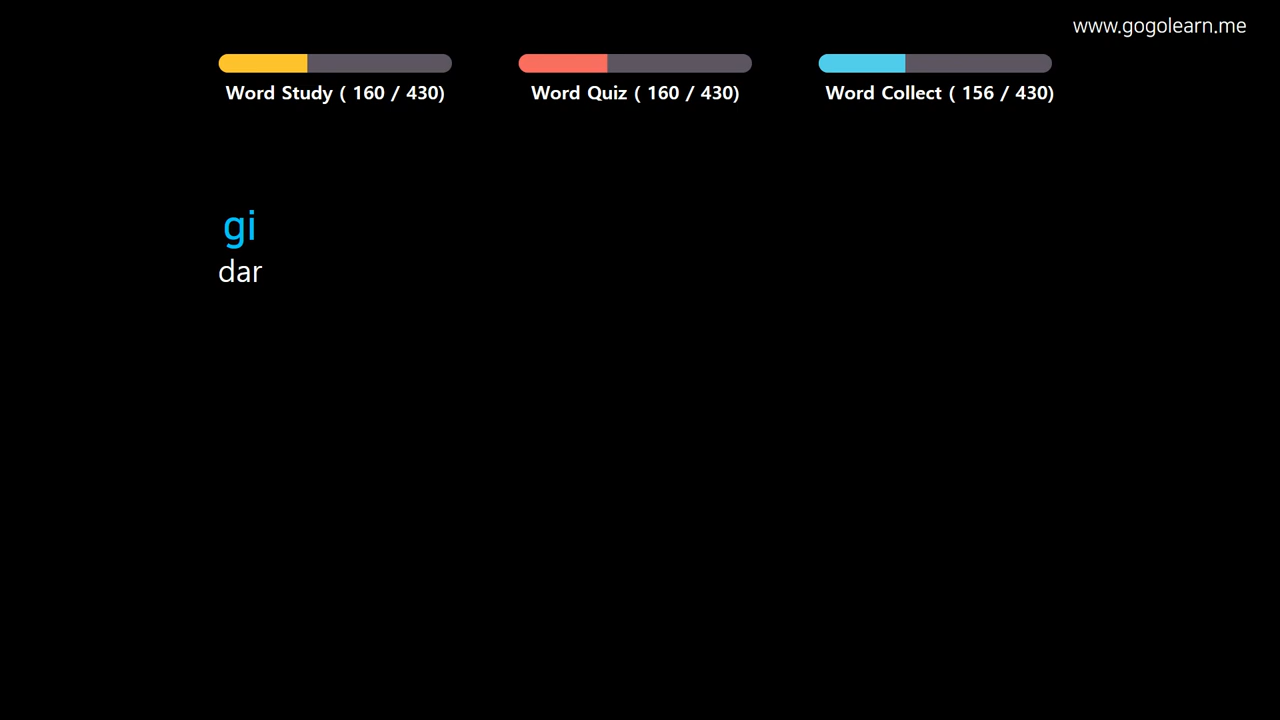 www.gogolearn.me
Word Study ( 160 / 430)
Word Quiz ( 160 / 430)
Word Collect ( 156 / 430)
gi
dar